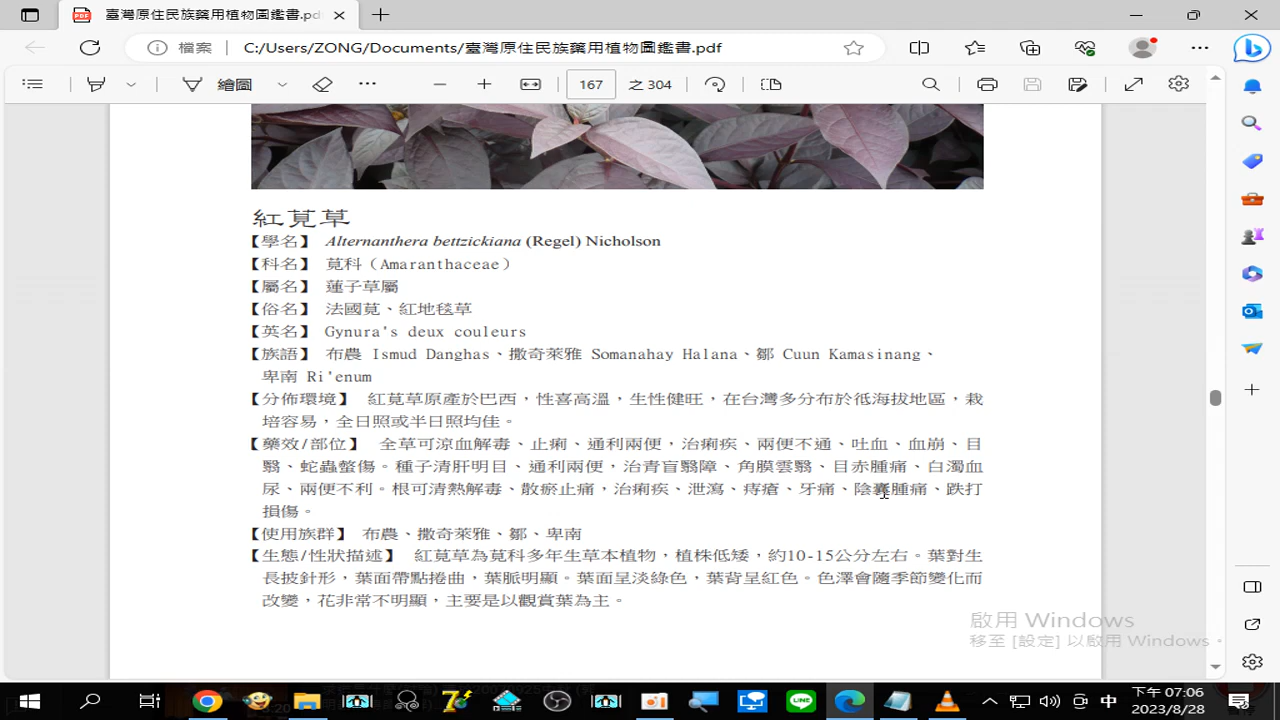 臺灣原住民族藥用植物圖鑑書.pd
檔案 C:/Users/ZONG/Documents/臺灣原住民族藥用植物圖鑑書.pdf
繪圖 167 之 304
紅莧草
【學名】 Alternanthera bettzickiana (Regel) Nicholson
【科名】 莧科（Amaranthaceae）
【屬名】 蓮子草屬
【俗名】 法國莧、紅地毯草
【英名】 Gynura's deux couleurs
【族語】 布農 Ismud Danghas、撒奇萊雅 Somanahay Halana、鄒 Cuun Kamasinang、
卑南 Ri'enum
【分佈環境】 紅莧草原產於巴西，性喜高溫，生性健旺，在台灣多分布於彽海拔地區，栽
培容易，全日照或半日照均佳。
【藥效/部位】 全草可涼血解毒、止痢、通利兩便，治痢疾、兩便不通、吐血、血崩、目
翳、蛇蟲螫傷。種子清肝明目、通利兩便，治青盲翳障、角膜雲翳、目赤腫痛、白濁血
尿、兩便不利。根可清熱解毒、散瘀止痛，治痢疾、泄瀉、痔瘡、牙痛、陰囊腫痛、跌打
損傷。
【使用族群】 布農、撒奇萊雅、鄒、卑南
【生態/性狀描述】 紅莧草為莧科多年生草本植物，植株低矮，約10-15公分左右。葉對生
長披針形，葉面帶點捲曲，葉脈明顯。葉面呈淡綠色，葉背呈紅色。色澤會隨季節變化而
改變，花非常不明顯，主要是以觀賞葉為主。
啟用 Windows
移至 [設定] 以啟用 Windows。
中
下午 07:06
2023/8/28